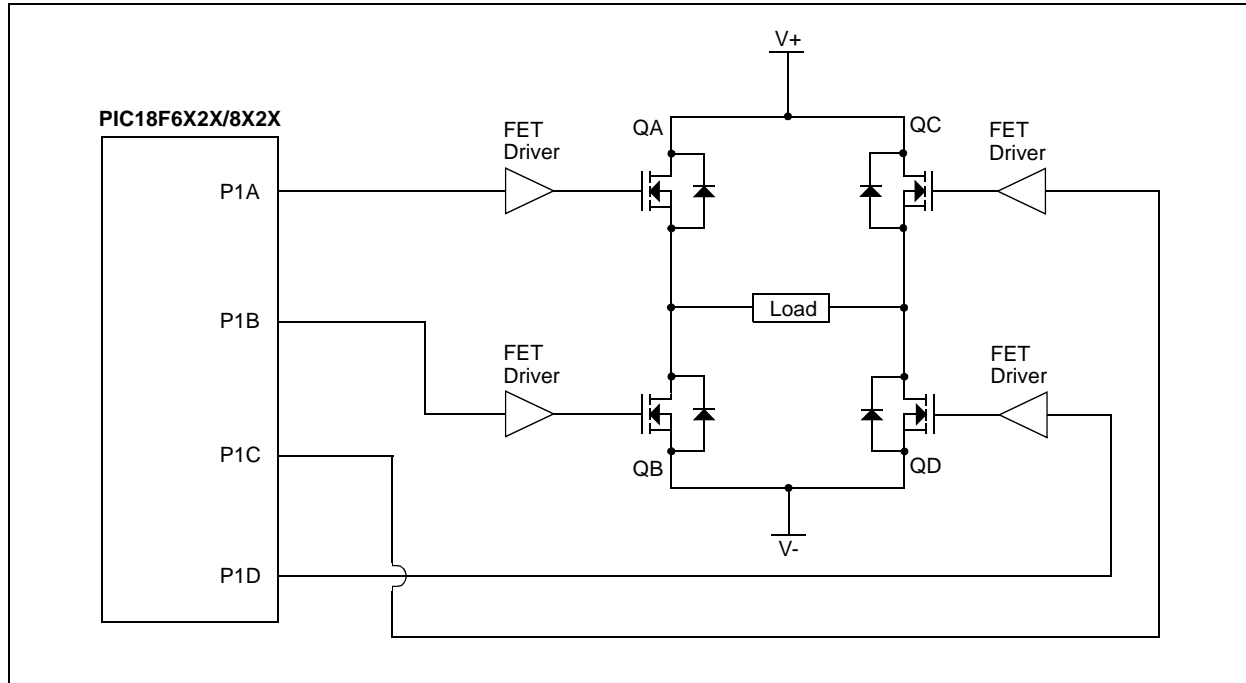 V+
PIC18F6X2X/8X2X
QA
QC
FET
Driver
FET
Driver
P1A
P1B
Load
FET
Driver
FET
Driver
P1C
QB
QD
V-
P1D